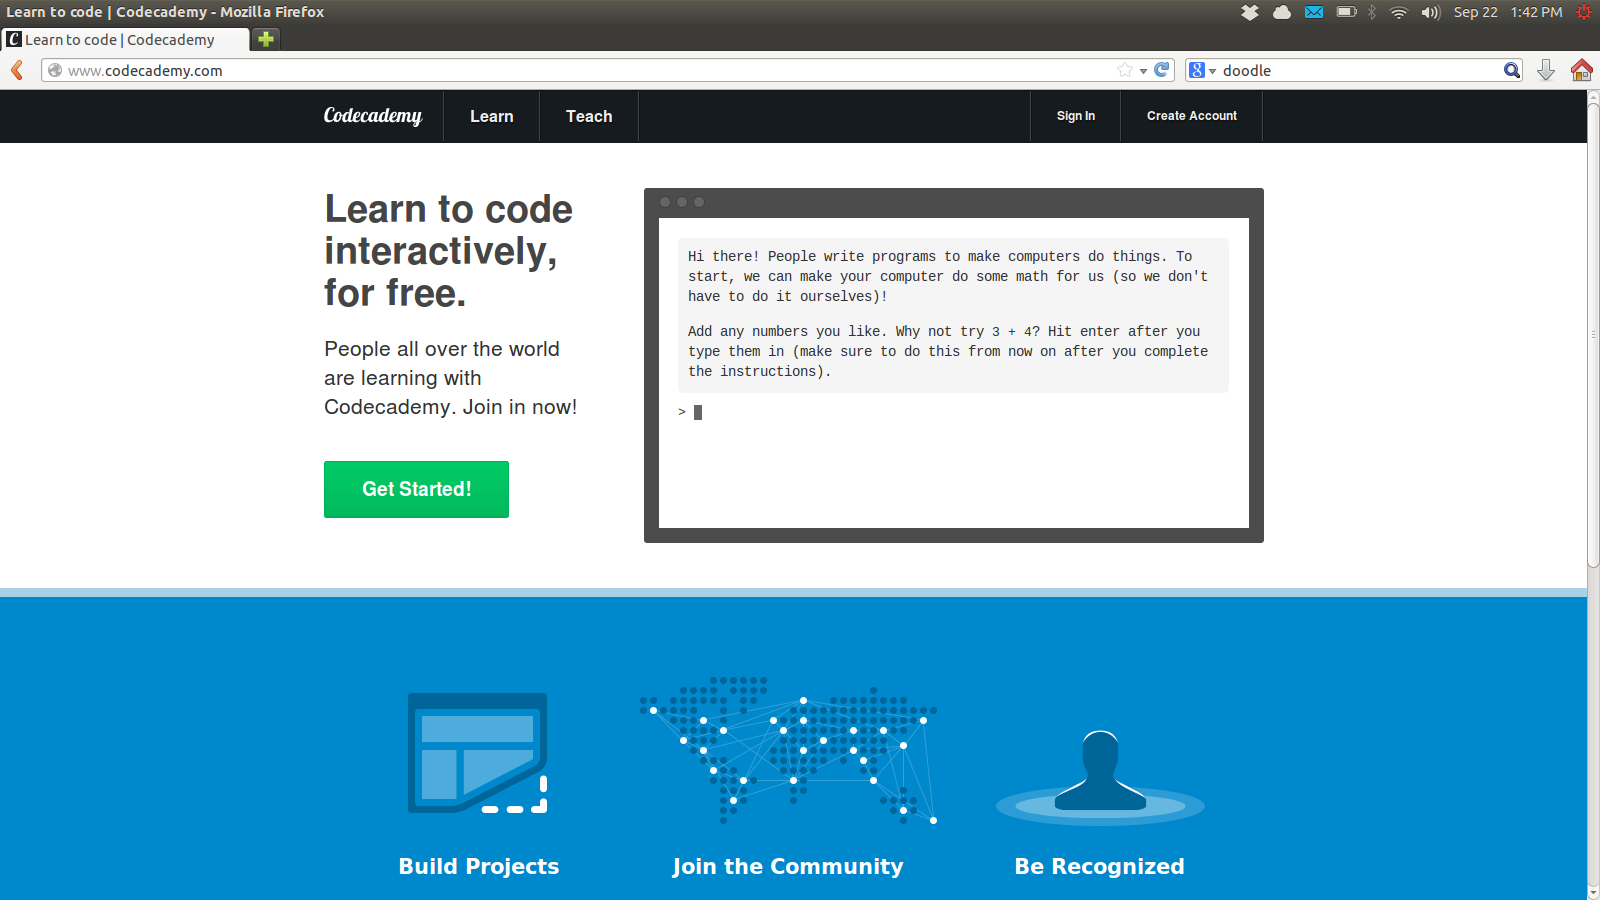 Learn to code | Codecademy - Mozilla Firefox
Sep 22 1:42 PM
Learn to code | Codecademy
www.codecademy.com
doodle
Codecademy Learn Teach Sign In Create Account
Learn to code
interactively,
for free.
People all over the world
are learning with
Codecademy. Join in now!
Get Started!
Hi there! People write programs to make computers do things. To
start, we can make your computer do some math for us (so we don't
have to do it ourselves)!
Add any numbers you like. Why not try 3 + 4? Hit enter after you
type them in (make sure to do this from now on after you complete
the instructions).
>
Build Projects
Join the Community
Be Recognized